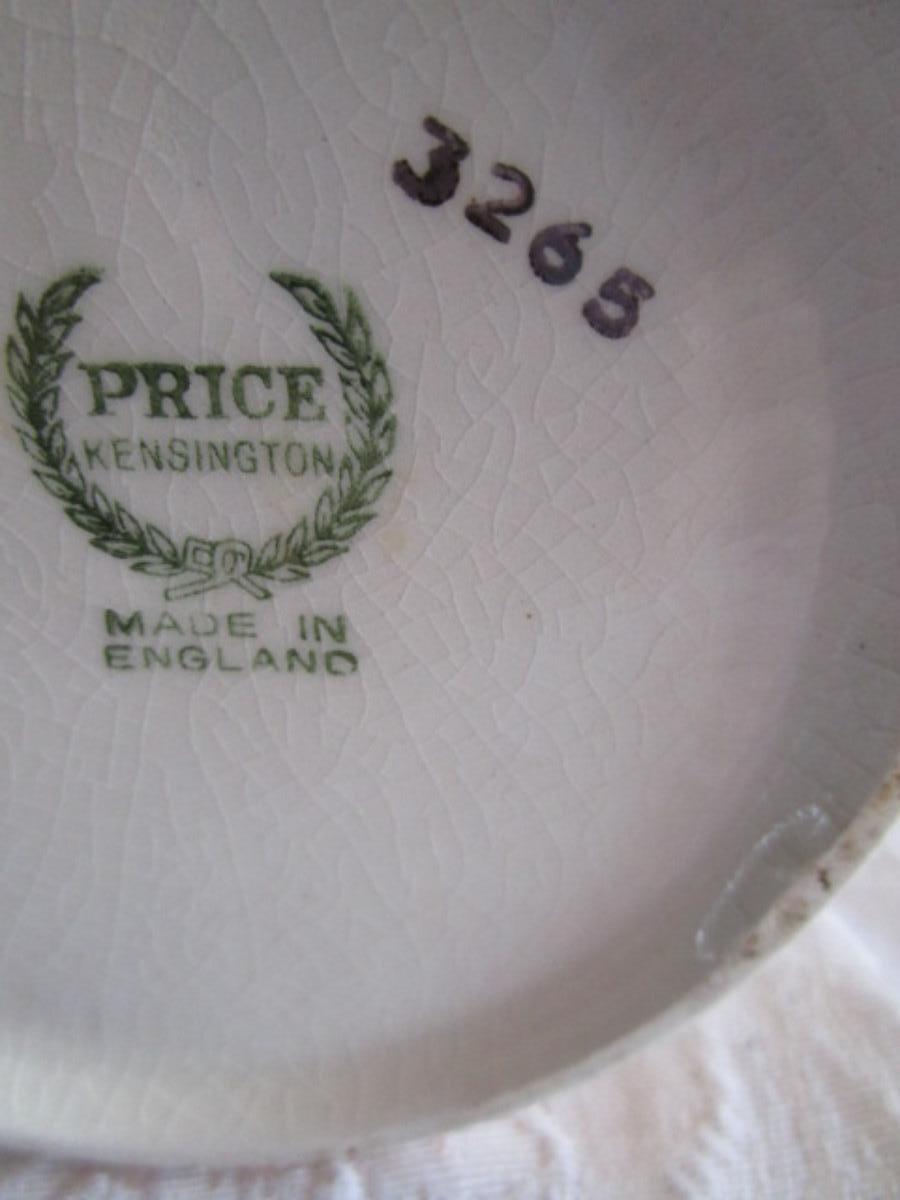 3265
PRICE
KENSINGTON
MADE IN
ENGLAND